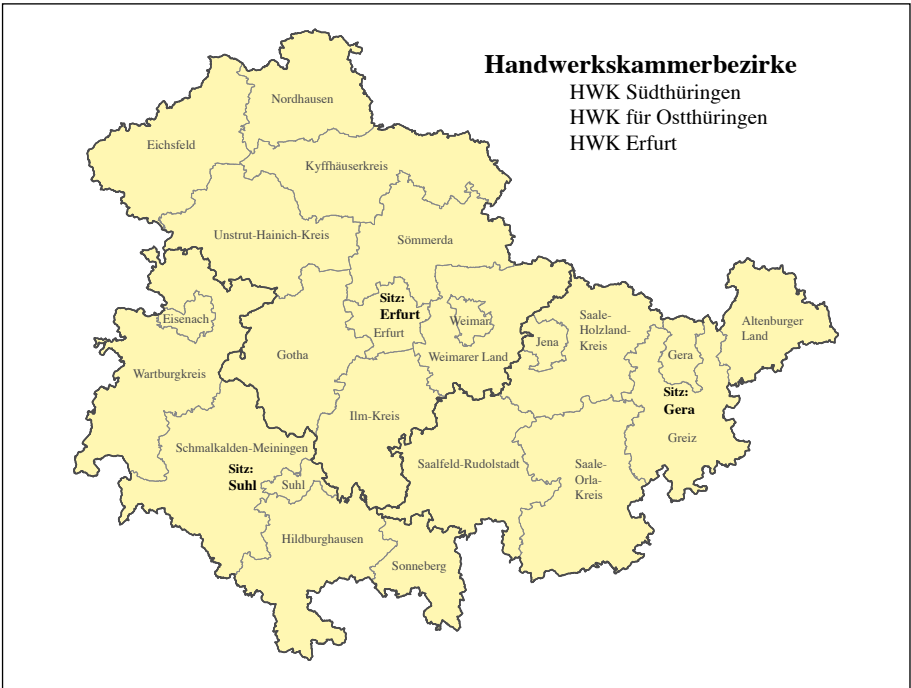 Handwerkskammerbezirke
HWK Südthüringen
HWK für Ostthüringen
HWK Erfurt
Nordhausen
Eichsfeld
Kyffhäuserkreis
Unstrut-Hainich-Kreis
Sömmerda
Sitz:
Erfurt
Erfurt
Eisenach
Weimar
Saale-
Holzland-
Kreis
Altenburger
Land
Jena
Gera
Gotha
Weimarer Land
Wartburgkreis
Sitz:
Gera
Ilm-Kreis
Greiz
Schmalkalden-Meiningen
Sitz:
Suhl
Suhl
Saalfeld-Rudolstadt
Saale-
Orla-
Kreis
Hildburghausen
Sonneberg